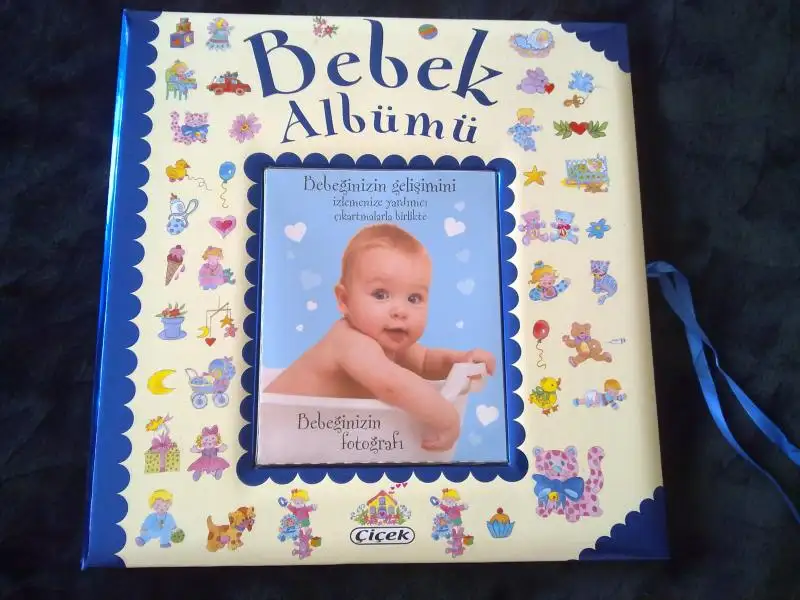 Bebek
Albümü
Bebeğinizin gelişimini
izlemenize yardımcı
çıkartmalarla birlikte
Bebeğinizin
fotoğrafı
Çiçek